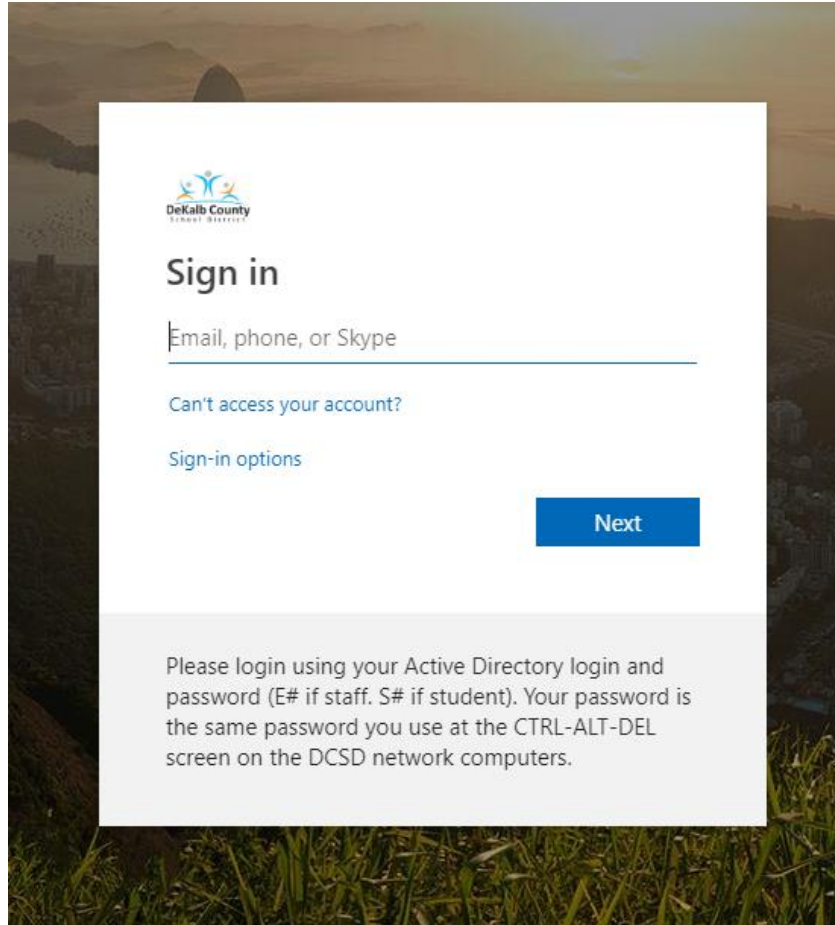 DeKalb County
School District
Sign in
Email, phone, or Skype
Can't access your account?
Sign-in options
Next
Please login using your Active Directory login and
password (E# if staff. S# if student). Your password is
the same password you use at the CTRL-ALT-DEL
screen on the DCSD network computers.